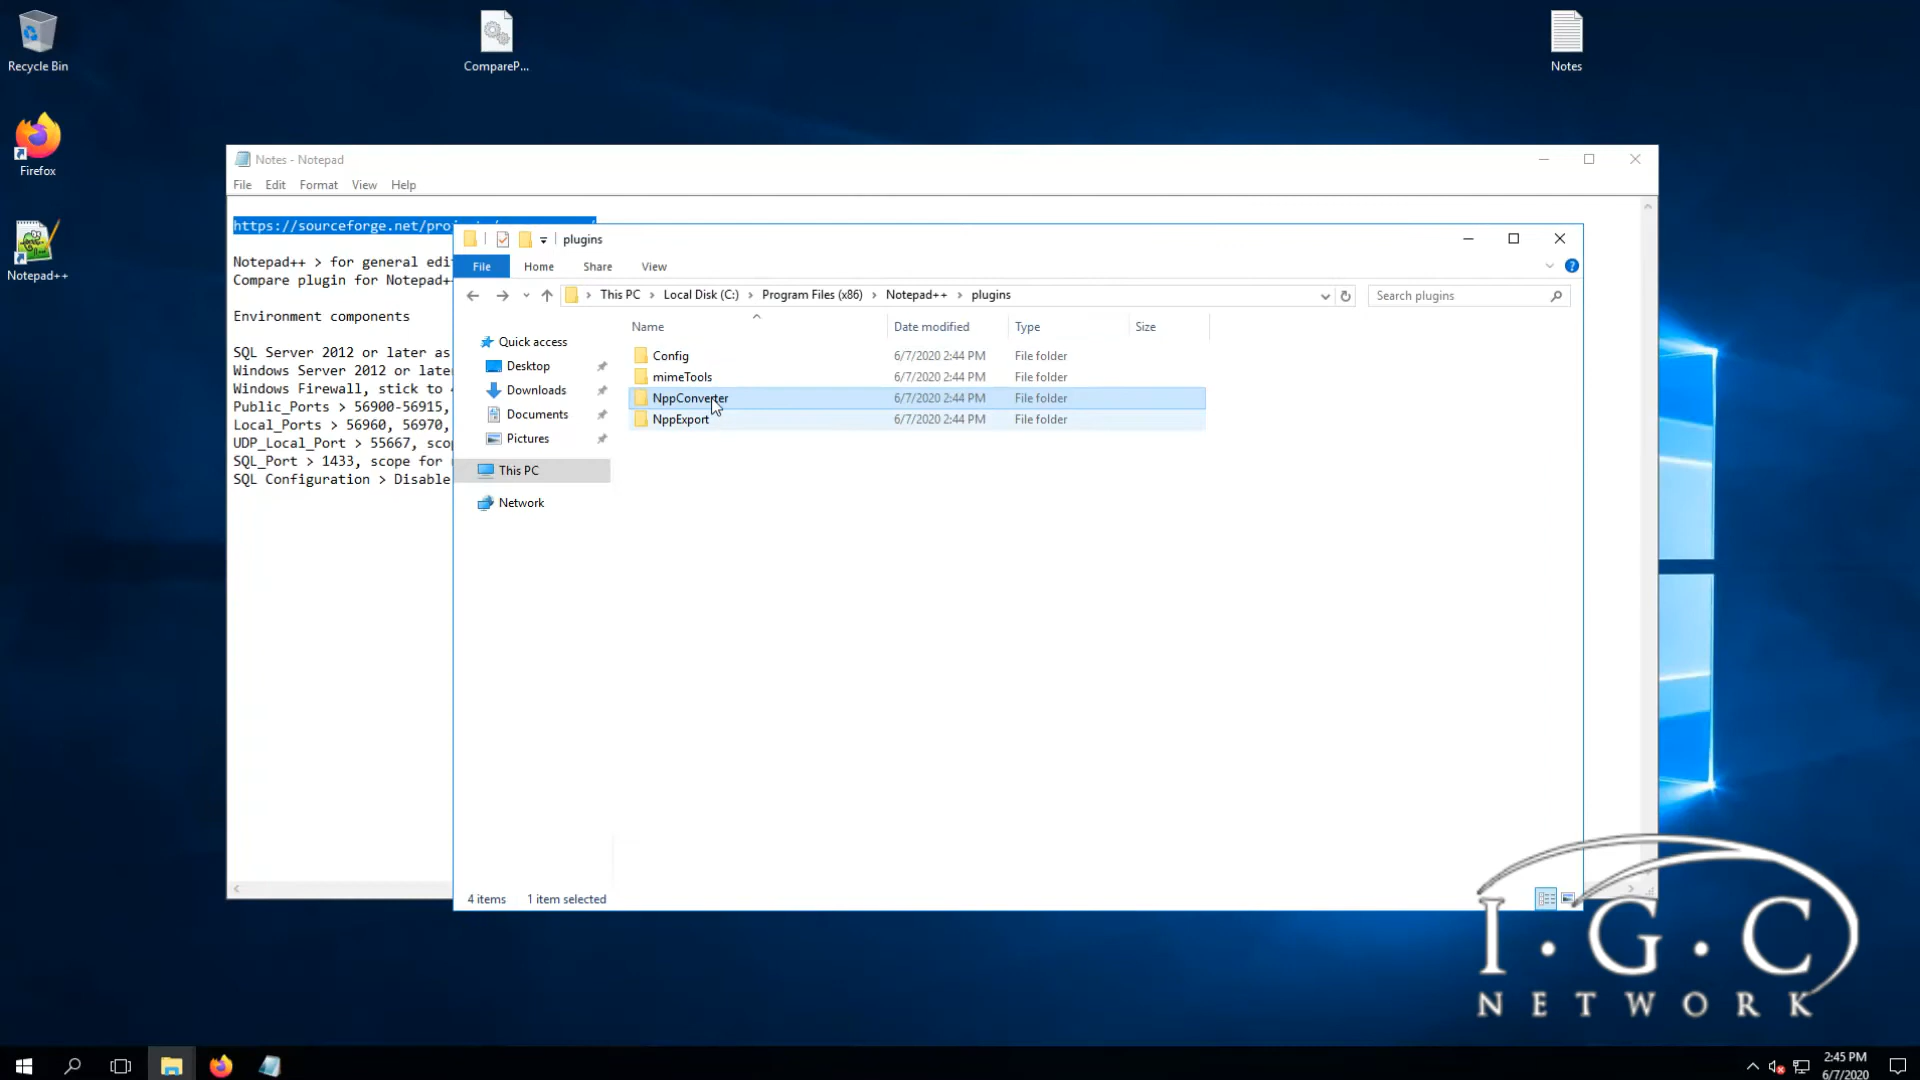 Recycle Bin
CompareP...
Notes
Firefox
Notepad++
Notes - Notepad
File Edit Format View Help
https://sourceforge.net/pro
Notepad++ > for general edi
Compare plugin for Notepad+
Environment components
SQL Server 2012 or later as
Windows Server 2012 or late
Windows Firewall, stick to
Public_Ports > 56900-56915,
Local_Ports > 56960, 56970,
UDP_Local_Port > 55667, sco
SQL_Port > 1433, scope for
SQL Configuration > Disable
plugins
File Home Share View
This PC > Local Disk (C:) > Program Files (x86) > Notepad++ > plugins
Search plugins
Quick access
Desktop
Downloads
Documents
Pictures
This PC
Network
Name Date modified Type Size
Config 6/7/2020 2:44 PM File folder
mimeTools 6/7/2020 2:44 PM File folder
NppConverter 6/7/2020 2:44 PM File folder
NppExport 6/7/2020 2:44 PM File folder
4 items 1 item selected
I·G·C
NETWORK
2:45 PM
6/7/2020